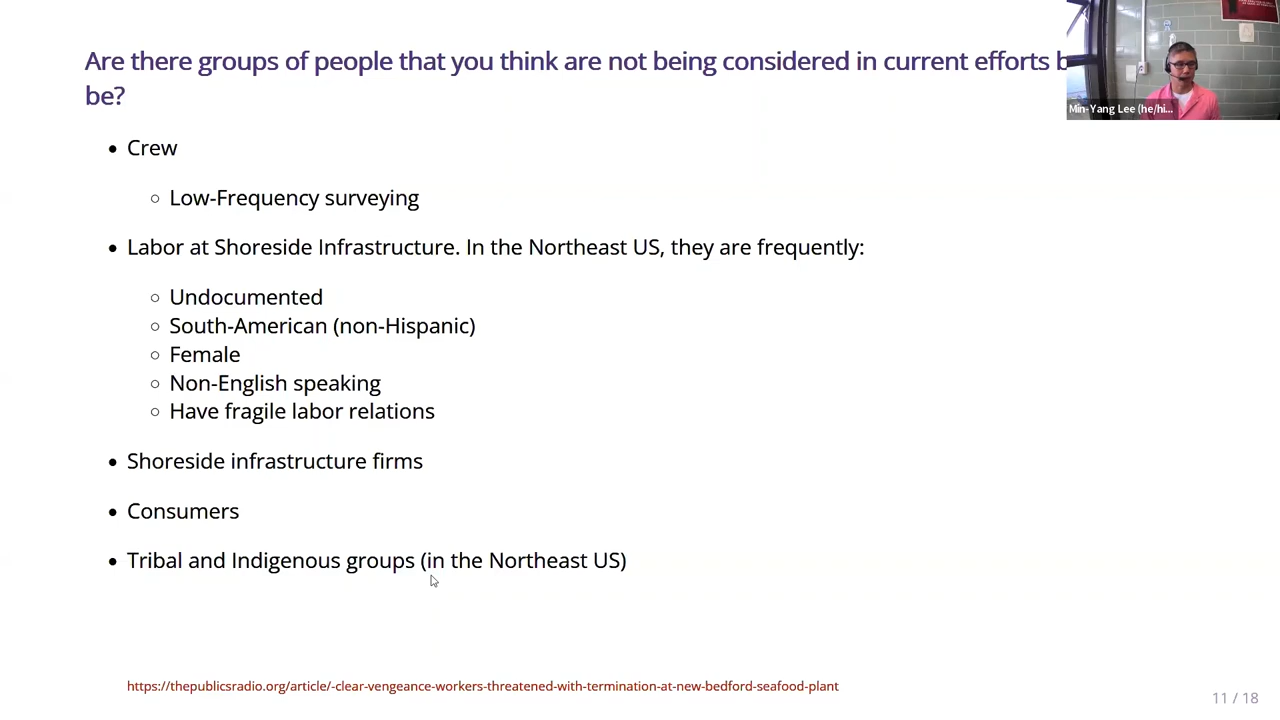 Are there groups of people that you think are not being considered in current efforts b
be?
Min-Yang Lee (he/hi...
• Crew
○ Low-Frequency surveying
• Labor at Shoreside Infrastructure. In the Northeast US, they are frequently:
○ Undocumented
○ South-American (non-Hispanic)
○ Female
○ Non-English speaking
○ Have fragile labor relations
• Shoreside infrastructure firms
• Consumers
• Tribal and Indigenous groups (in the Northeast US)
https://thepublicsradio.org/article/-clear-vengeance-workers-threatened-with-termination-at-new-bedford-seafood-plant
11 / 18